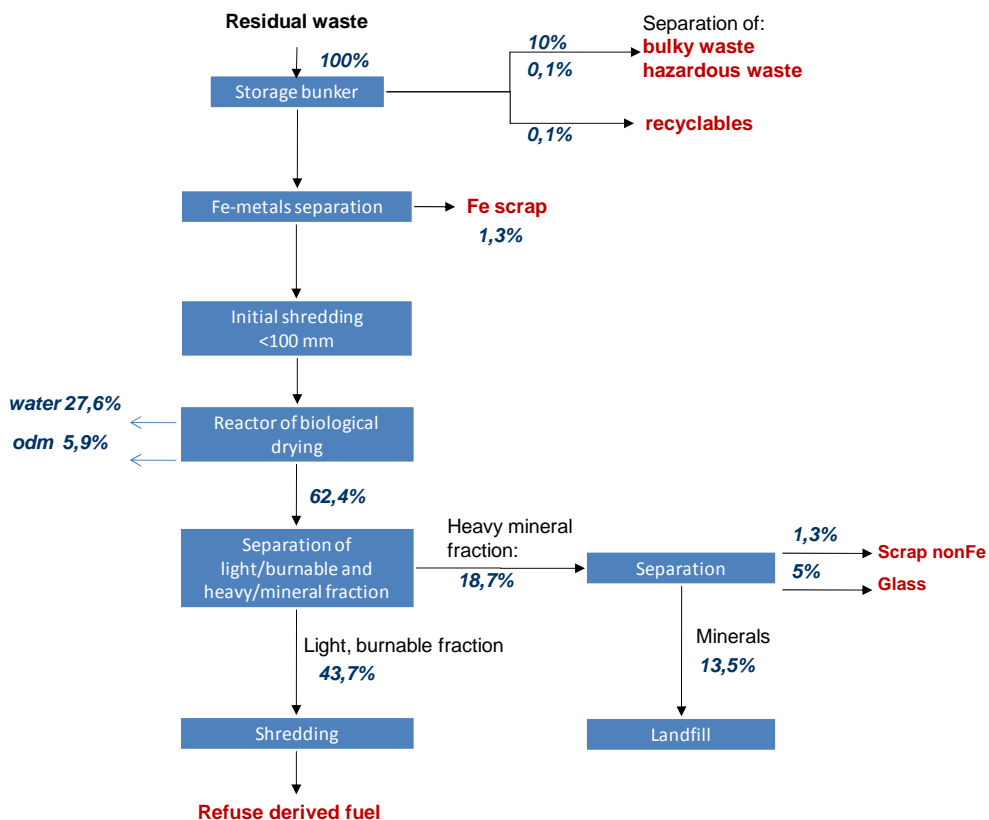 Residual waste
Separation of:
10%
bulky waste
100%
0,1%
hazardous waste
Storage bunker
recyclables
0,1%
Fe-metals separation
Fe scrap
1,3%
Initial shredding
<100 mm
water 27,6%
Reactor of biological
drying
odm 5,9%
62,4%
Heavy mineral
fraction:
18,7%
Separation of
light/burnable and
heavy/mineral fraction
Separation
1,3%
Scrap nonFe
5%
Glass
Light, burnable fraction
43,7%
Minerals
13,5%
Shredding
Landfill
Refuse derived fuel